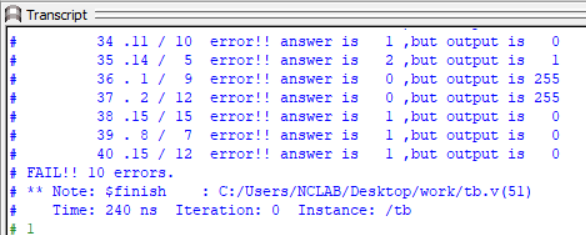 Transcript
# 34 .11 / 10 error!! answer is 1 ,but output is 0
# 35 .14 / 5 error!! answer is 2 ,but output is 1
# 36 . 1 / 9 error!! answer is 0 ,but output is 255
# 37 . 2 / 12 error!! answer is 0 ,but output is 255
# 38 .15 / 15 error!! answer is 1 ,but output is 0
# 39 . 8 / 7 error!! answer is 1 ,but output is 0
# 40 .15 / 12 error!! answer is 1 ,but output is 0
# FAIL!! 10 errors.
# ** Note: $finish : C:/Users/NCLAB/Desktop/work/tb.v(51)
# Time: 240 ns Iteration: 0 Instance: /tb
# 1